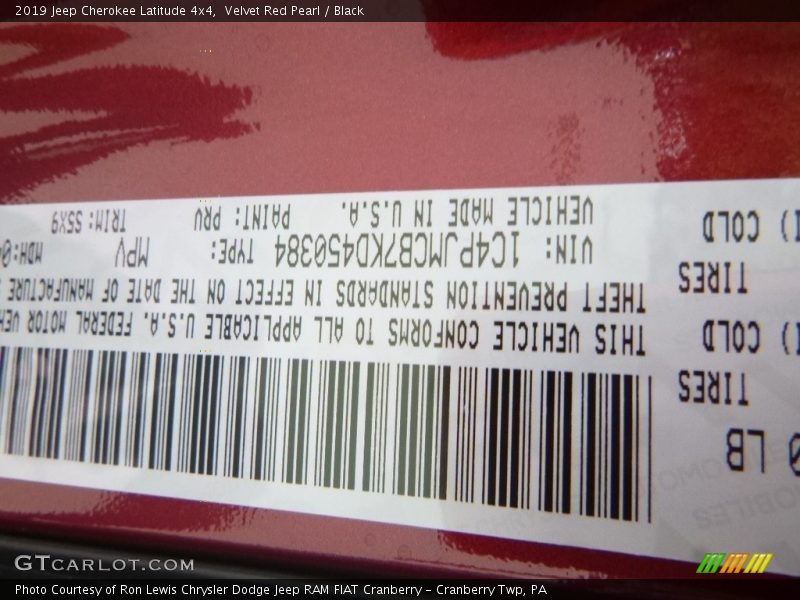 2019 Jeep Cherokee Latitude 4x4,  Velvet Red Pearl / Black
LB
TIRES
COLD
TIRES
COLD
THIS VEHICLE CONFORMS TO ALL APPLICABLE U.S.A. FEDERAL MOTOR
THEFT PREVENTION STANDARDS IN EFFECT ON THE DATE OF MANUFACTURE
VIN: 1C4PJMCB7KD450384 TYPE: MPV MDH:
VEHICLE MADE IN U.S.A. PAINT: PRV TRIM: S5X9
GTCARLOT.COM
Photo Courtesy of Ron Lewis Chrysler Dodge Jeep RAM FIAT Cranberry – Cranberry Twp, PA